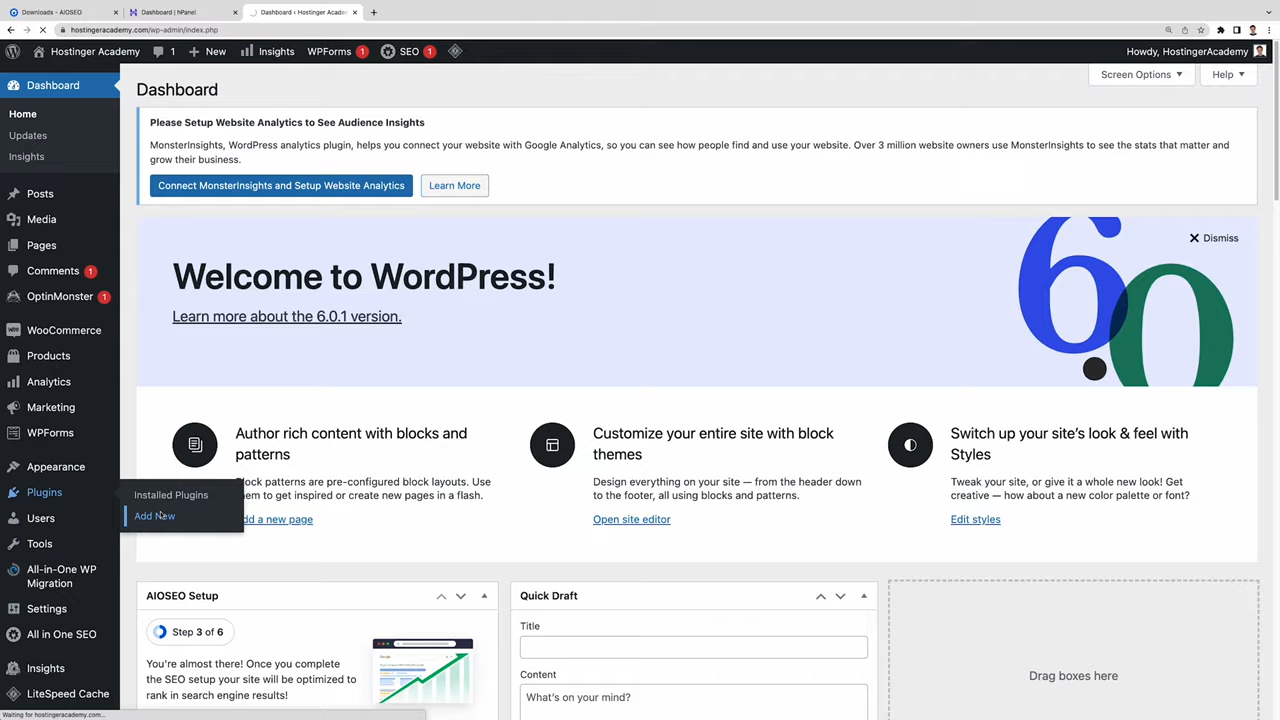 Downloads - AIOSEO
Dashboard | hPanel
Dashboard ‹ Hostinger Academy
hostingeracademy.com/wp-admin/index.php
Hostinger Academy
1
New
Insights
WPForms
1
SEO
1
Howdy, HostingerAcademy
Dashboard
Home
Updates
Insights
Posts
Media
Pages
Comments 1
OptinMonster 1
WooCommerce
Products
Analytics
Marketing
WPForms
Appearance
Plugins
Installed Plugins
Add New
Users
Tools
All-in-One WP
Migration
Settings
All in One SEO
Insights
LiteSpeed Cache
Screen Options
Help
Dashboard
Please Setup Website Analytics to See Audience Insights
MonsterInsights, WordPress analytics plugin, helps you connect your website with Google Analytics, so you can see how people find and use your website. Over 3 million website owners use MonsterInsights to see the stats that matter and
grow their business.
Connect MonsterInsights and Setup Website Analytics
Learn More
Dismiss
Welcome to WordPress!
Learn more about the 6.0.1 version.
6.0
Author rich content with blocks and
patterns
Block patterns are pre-configured block layouts. Use
them to get inspired or create new pages in a flash.
Add a new page
Customize your entire site with block
themes
Design everything on your site — from the header down
to the footer, all using blocks and patterns.
Open site editor
Switch up your site's look & feel with
Styles
Tweak your site, or give it a whole new look! Get
creative — how about a new color palette or font?
Edit styles
AIOSEO Setup
Step 3 of 6
You're almost there! Once you complete
the SEO setup your site will be optimized to
rank in search engine results!
Quick Draft
Title
Content
What's on your mind?
Drag boxes here
Waiting for hostingeracademy.com...